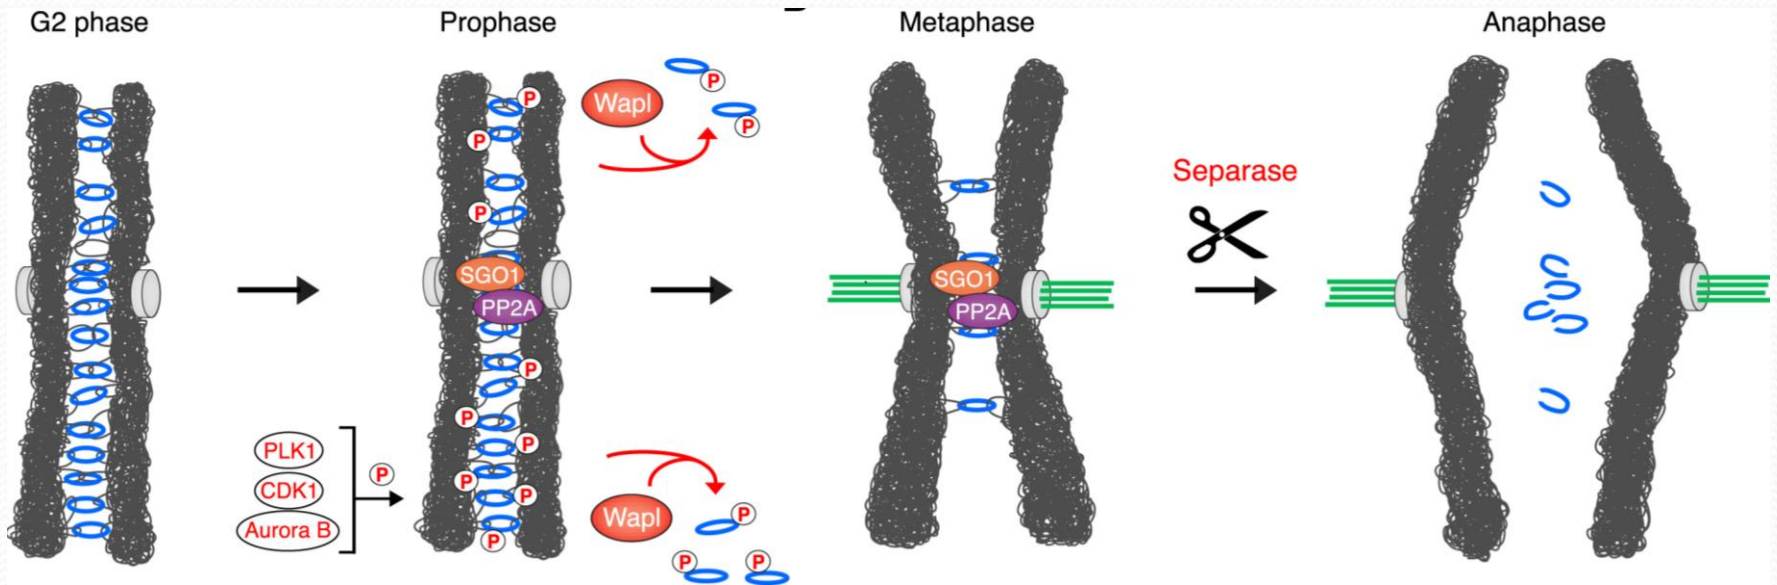 G2 phase
Prophase
Metaphase
Anaphase
P
P
P
P
P
Wapl
SGO1
PP2A
SGO1
PP2A
Separase
PLK1
CDK1
Aurora B
P
P
P
P
P
P
P
Wapl
P
P
P